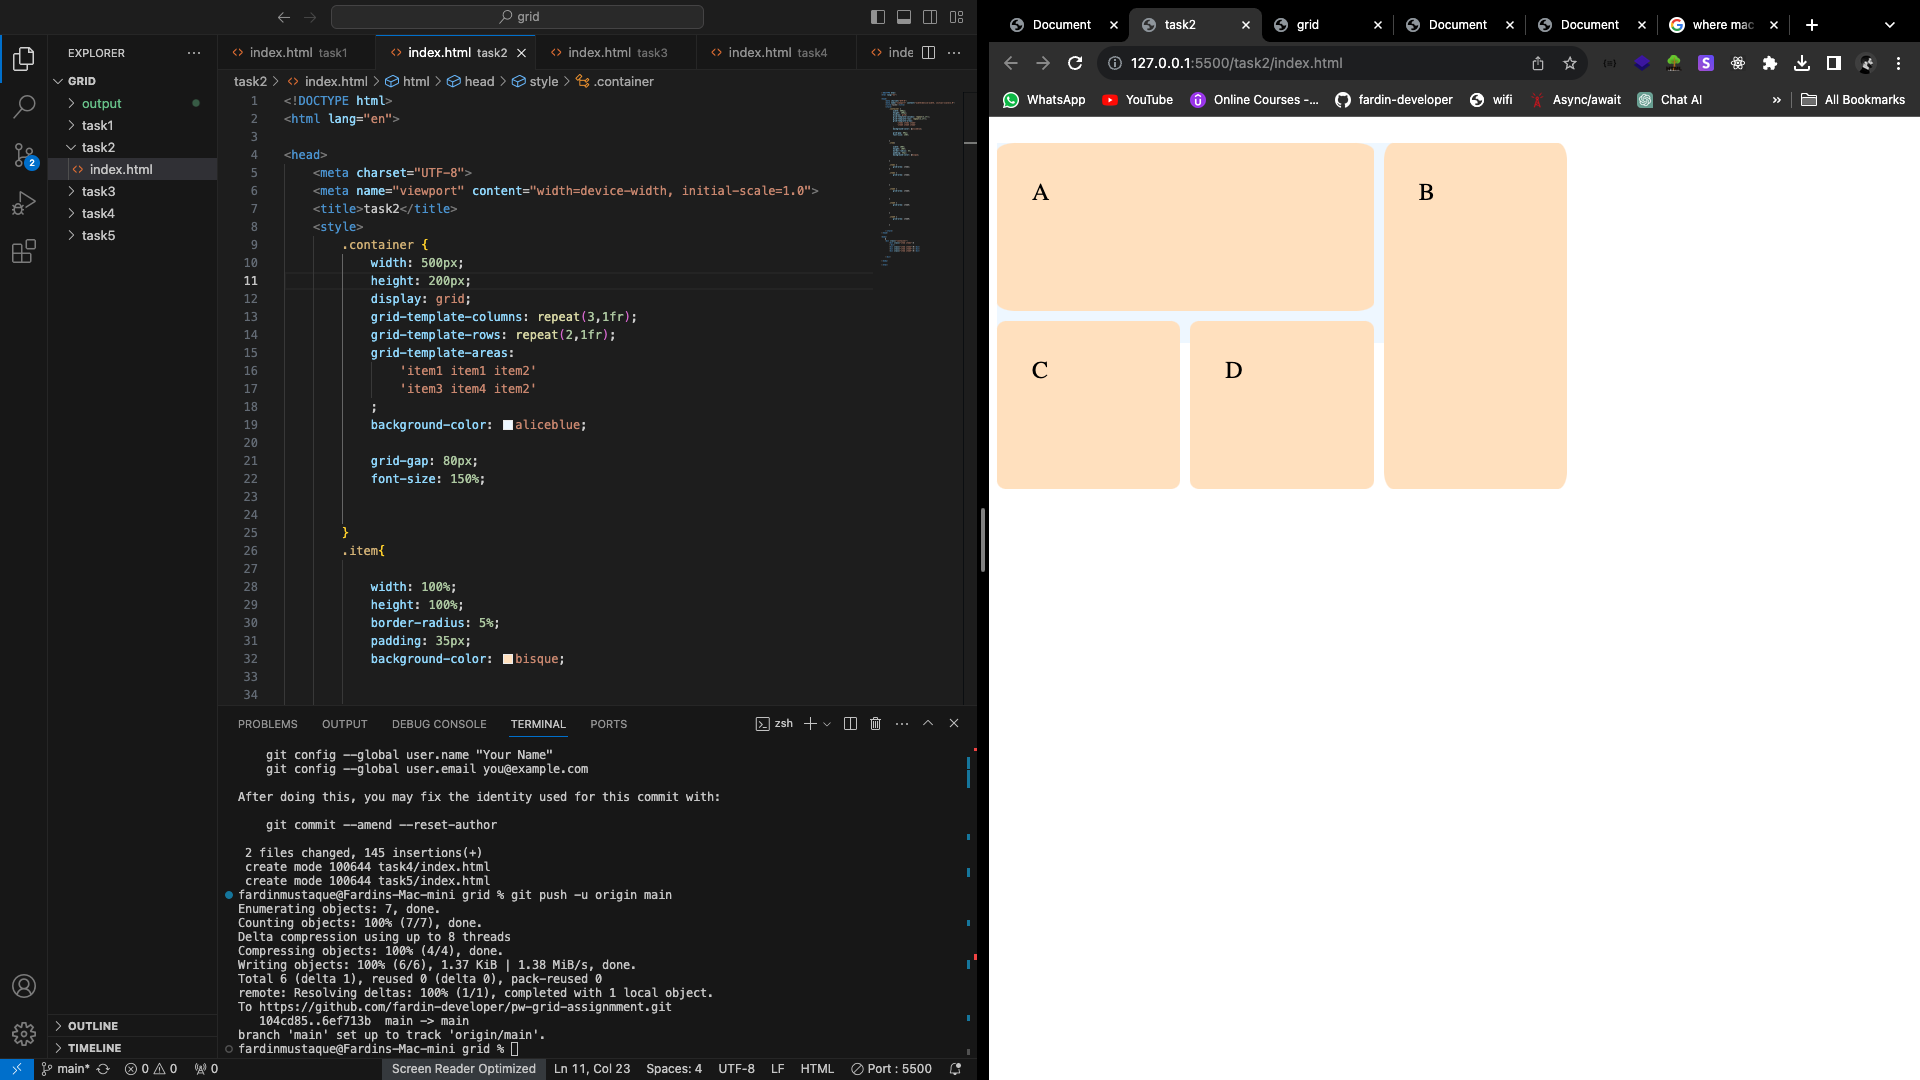 grid
EXPLORER
GRID
output
task1
task2
index.html
task3
task4
task5
OUTLINE
TIMELINE
index.html task1
index.html task2
index.html task3
index.html task4
inde
task2 > index.html > html > head > style > .container
1 <!DOCTYPE html>
2 <html lang="en">
3
4 <head>
5 <meta charset="UTF-8">
6 <meta name="viewport" content="width=device-width, initial-scale=1.0">
7 <title>task2</title>
8 <style>
9 .container {
10 width: 500px;
11 height: 200px;
12 display: grid;
13 grid-template-columns: repeat(3,1fr);
14 grid-template-rows: repeat(2,1fr);
15 grid-template-areas:
16 'item1 item1 item2'
17 'item3 item4 item2'
18 ;
19 background-color: aliceblue;
20
21 grid-gap: 80px;
22 font-size: 150%;
23
24
25 }
26 .item{
27
28 width: 100%;
29 height: 100%;
30 border-radius: 5%;
31 padding: 35px;
32 background-color: bisque;
33
34
PROBLEMS OUTPUT DEBUG CONSOLE TERMINAL PORTS
zsh
git config --global user.name "Your Name"
git config --global user.email you@example.com
After doing this, you may fix the identity used for this commit with:
git commit --amend --reset-author
2 files changed, 145 insertions(+)
create mode 100644 task4/index.html
create mode 100644 task5/index.html
fardinmustaque@Fardins-Mac-mini grid % git push -u origin main
Enumerating objects: 7, done.
Counting objects: 100% (7/7), done.
Delta compression using up to 8 threads
Compressing objects: 100% (4/4), done.
Writing objects: 100% (6/6), 1.37 KiB | 1.38 MiB/s, done.
Total 6 (delta 1), reused 0 (delta 0), pack-reused 0
remote: Resolving deltas: 100% (1/1), completed with 1 local object.
To https://github.com/fardin-developer/pw-grid-assignmment.git
104cd85..6ef713b main -> main
branch 'main' set up to track 'origin/main'.
fardinmustaque@Fardins-Mac-mini grid %
2
main* 0 0 0
Screen Reader Optimized Ln 11, Col 23 Spaces: 4 UTF-8 LF HTML Port : 5500
Document task2 grid Document Document where mac
127.0.0.1:5500/task2/index.html
S
WhatsApp YouTube Online Courses -... fardin-developer wifi Async/await Chat AI » All Bookmarks
A
B
C
D